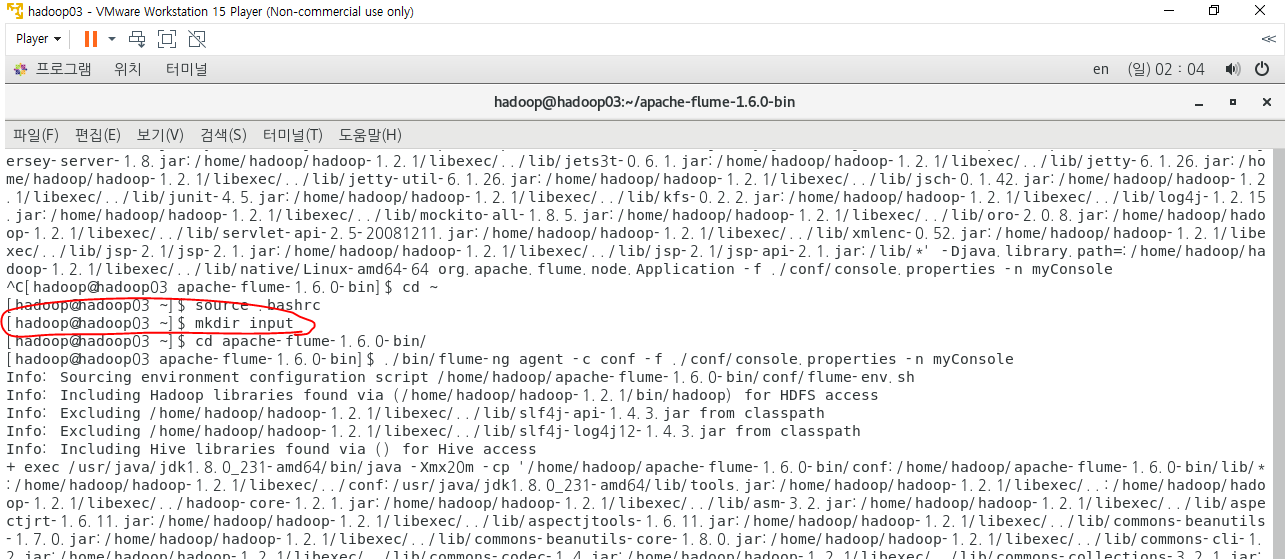 hadoop03 - VMware Workstation 15 Player (Non-commercial use only)
Player
프로그램 위치 터미널 en (일) 02 : 04
hadoop@hadoop03:~/apache-flume-1.6.0-bin
파일(F) 편집(E) 보기(V) 검색(S) 터미널(T) 도움말(H)
ersey-server-1.8.jar:/home/hadoop/hadoop-1.2.1/libexec/../lib/jets3t-0.6.1.jar:/home/hadoop/hadoop-1.2.1/libexec/../lib/jetty-6.1.26.jar:/ho
me/hadoop/hadoop-1.2.1/libexec/../lib/jetty-util-6.1.26.jar:/home/hadoop/hadoop-1.2.1/libexec/../lib/jsch-0.1.42.jar:/home/hadoop/hadoop-1.2
.1/libexec/../lib/junit-4.5.jar:/home/hadoop/hadoop-1.2.1/libexec/../lib/kfs-0.2.2.jar:/home/hadoop/hadoop-1.2.1/libexec/../lib/log4j-1.2.15
.jar:/home/hadoop/hadoop-1.2.1/libexec/../lib/mockito-all-1.8.5.jar:/home/hadoop/hadoop-1.2.1/libexec/../lib/oro-2.0.8.jar:/home/hadoop/hado
op-1.2.1/libexec/../lib/servlet-api-2.5-20081211.jar:/home/hadoop/hadoop-1.2.1/libexec/../lib/xmlenc-0.52.jar:/home/hadoop/hadoop-1.2.1/libe
xec/../lib/jsp-2.1/jsp-2.1.jar:/home/hadoop/hadoop-1.2.1/libexec/../lib/jsp-2.1/jsp-api-2.1.jar:/lib/*' -Djava.library.path=:/home/hadoop/ha
doop-1.2.1/libexec/../lib/native/Linux-amd64-64 org.apache.flume.node.Application -f ./conf/console.properties -n myConsole
^C[hadoop@hadoop03 apache-flume-1.6.0-bin]$ cd ~
[hadoop@hadoop03 ~]$ source .bashrc
[hadoop@hadoop03 ~]$ mkdir input
[hadoop@hadoop03 ~]$ cd apache-flume-1.6.0-bin/
[hadoop@hadoop03 apache-flume-1.6.0-bin]$ ./bin/flume-ng agent -c conf -f ./conf/console.properties -n myConsole
Info: Sourcing environment configuration script /home/hadoop/apache-flume-1.6.0-bin/conf/flume-env.sh
Info: Including Hadoop libraries found via (/home/hadoop/hadoop-1.2.1/bin/hadoop) for HDFS access
Info: Excluding /home/hadoop/hadoop-1.2.1/libexec/../lib/slf4j-api-1.4.3.jar from classpath
Info: Excluding /home/hadoop/hadoop-1.2.1/libexec/../lib/slf4j-log4j12-1.4.3.jar from classpath
Info: Including Hive libraries found via () for Hive access
+ exec /usr/java/jdk1.8.0_231-amd64/bin/java -Xmx20m -cp '/home/hadoop/apache-flume-1.6.0-bin/conf:/home/hadoop/apache-flume-1.6.0-bin/lib/*
:/home/hadoop/hadoop-1.2.1/libexec/../conf:/usr/java/jdk1.8.0_231-amd64/lib/tools.jar:/home/hadoop/hadoop-1.2.1/libexec/..:/home/hadoop/hado
op-1.2.1/libexec/../hadoop-core-1.2.1.jar:/home/hadoop/hadoop-1.2.1/libexec/../lib/asm-3.2.jar:/home/hadoop/hadoop-1.2.1/libexec/../lib/aspe
ctjrt-1.6.11.jar:/home/hadoop/hadoop-1.2.1/libexec/../lib/aspectjtools-1.6.11.jar:/home/hadoop/hadoop-1.2.1/libexec/../lib/commons-beanutils
-1.7.0.jar:/home/hadoop/hadoop-1.2.1/libexec/../lib/commons-beanutils-core-1.8.0.jar:/home/hadoop/hadoop-1.2.1/libexec/../lib/commons-cli-1.
2.jar:/home/hadoop/hadoop-1.2.1/libexec/../lib/commons-codec-1.4.jar:/home/hadoop/hadoop-1.2.1/libexec/../lib/commons-collections-3.2.1.jar: